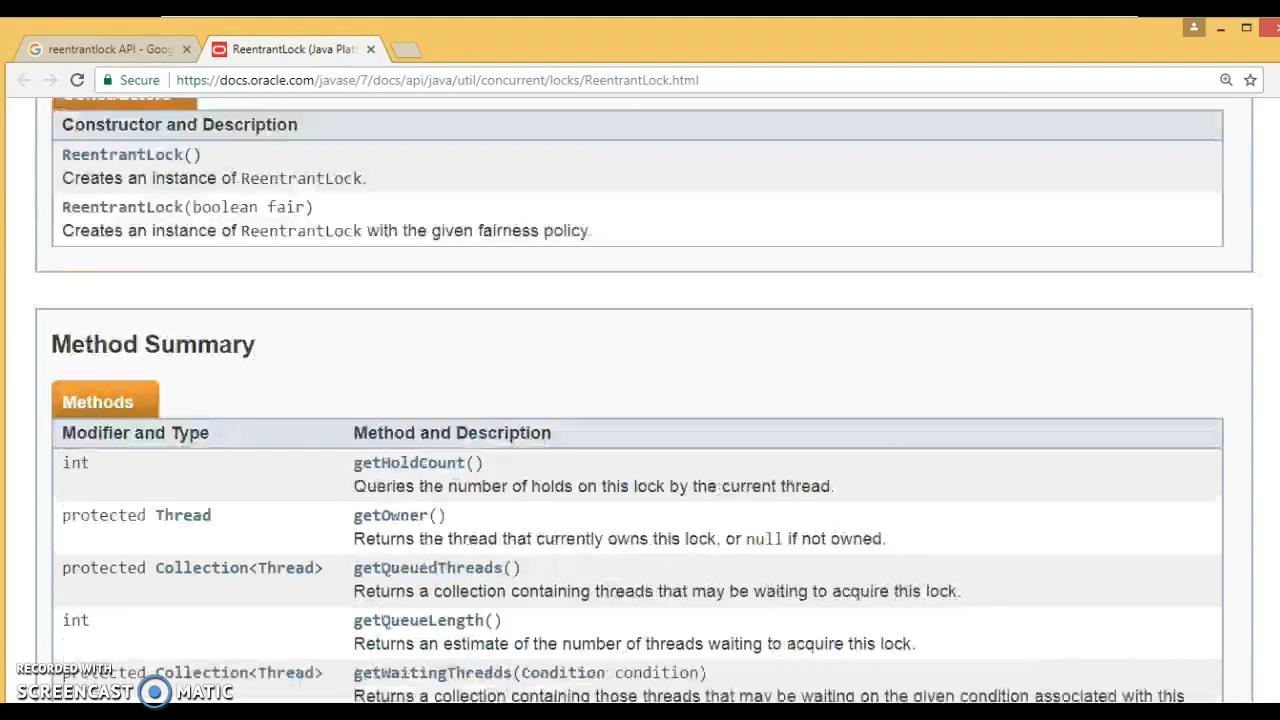 reentrantlock API - Goog
ReentrantLock (Java Plat
Secure
https://docs.oracle.com/javase/7/docs/api/java/util/concurrent/locks/ReentrantLock.html
Constructor and Description
ReentrantLock()
Creates an instance of ReentrantLock.
ReentrantLock(boolean fair)
Creates an instance of ReentrantLock with the given fairness policy.
Method Summary
Methods
Modifier and Type Method and Description
int getHoldCount()
Queries the number of holds on this lock by the current thread.
protected Thread getOwner()
Returns the thread that currently owns this lock, or null if not owned.
protected Collection<Thread> getQueuedThreads()
Returns a collection containing threads that may be waiting to acquire this lock.
int getQueueLength()
Returns an estimate of the number of threads waiting to acquire this lock.
protected Collection<Thread> getWaitingThreads(Condition condition)
Returns a collection containing those threads that may be waiting on the given condition associated with this
RECORDED WITH
SCREENCAST MATIC